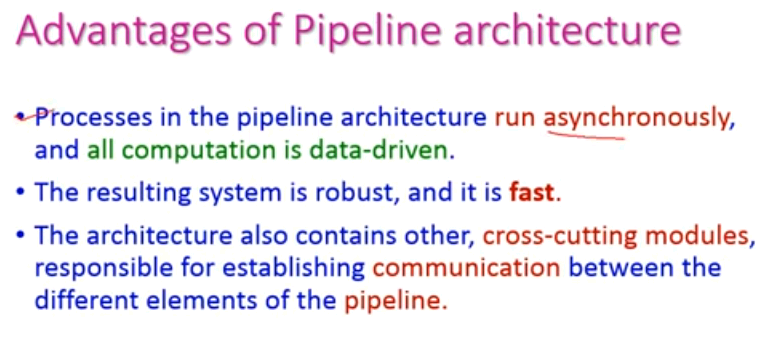 Advantages of Pipeline architecture
• Processes in the pipeline architecture run asynchronously,
and all computation is data-driven.
• The resulting system is robust, and it is fast.
• The architecture also contains other, cross-cutting modules,
responsible for establishing communication between the
different elements of the pipeline.